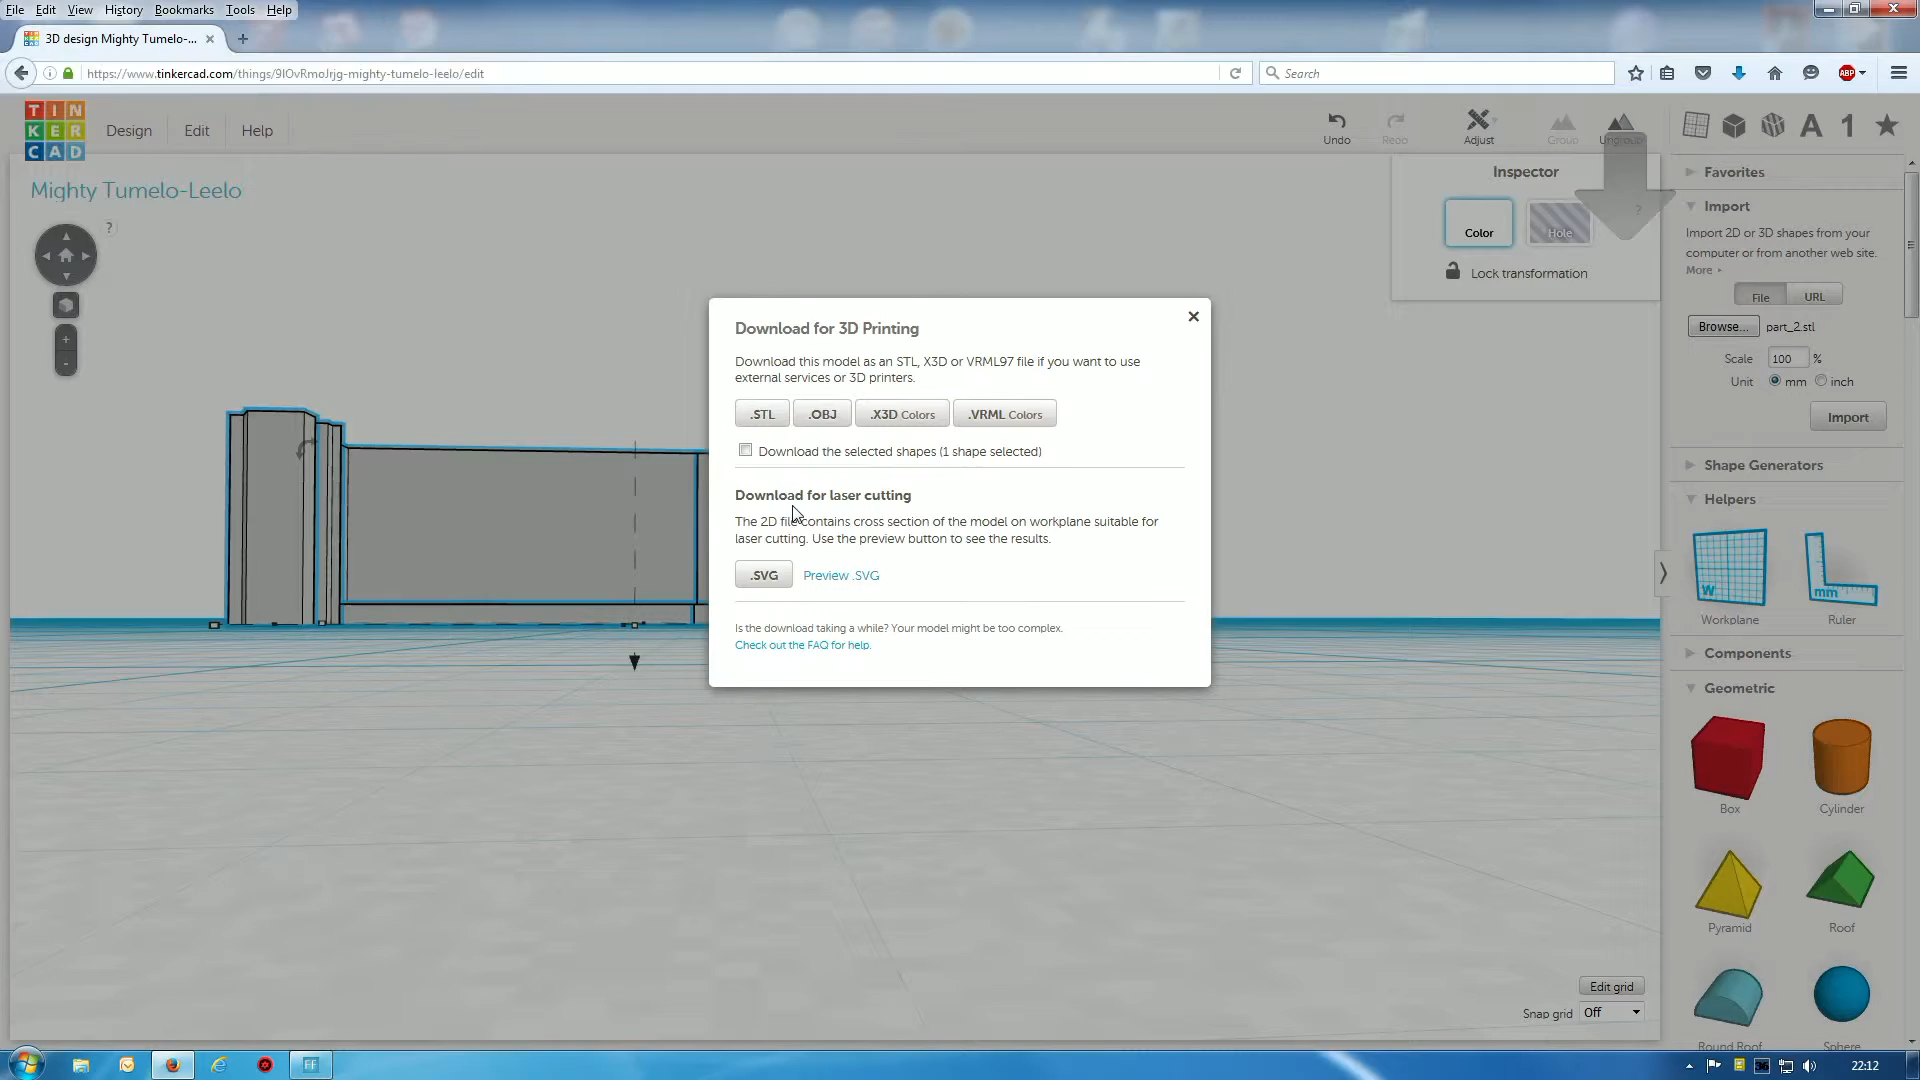 File Edit View History Bookmarks Tools Help
3D design Mighty Tumelo-...
https://www.tinkercad.com/things/9IOvRmoJrjg-mighty-tumelo-leelo/edit
Search
ABP
TIN
KER
CAD
Design Edit Help
Undo Redo Adjust Group Ungroup
Mighty Tumelo-Leelo
?
+
-
Inspector
Color
Hole
?
Lock transformation
Favorites
Import
Import 2D or 3D shapes from your
computer or from another web site.
More
File URL
Browse... part_2.stl
Scale 100 %
Unit mm inch
Import
Shape Generators
Helpers
W
mm
Workplane Ruler
Components
Geometric
Box Cylinder
Pyramid Roof
Round Roof Sphere
Download for 3D Printing
Download this model as an STL, X3D or VRML97 file if you want to use
external services or 3D printers.
.STL .OBJ .X3D Colors .VRML Colors
Download the selected shapes (1 shape selected)
Download for laser cutting
The 2D file contains cross section of the model on workplane suitable for
laser cutting. Use the preview button to see the results.
.SVG Preview .SVG
Is the download taking a while? Your model might be too complex.
Check out the FAQ for help.
Edit grid
Snap grid Off
FF
22:12